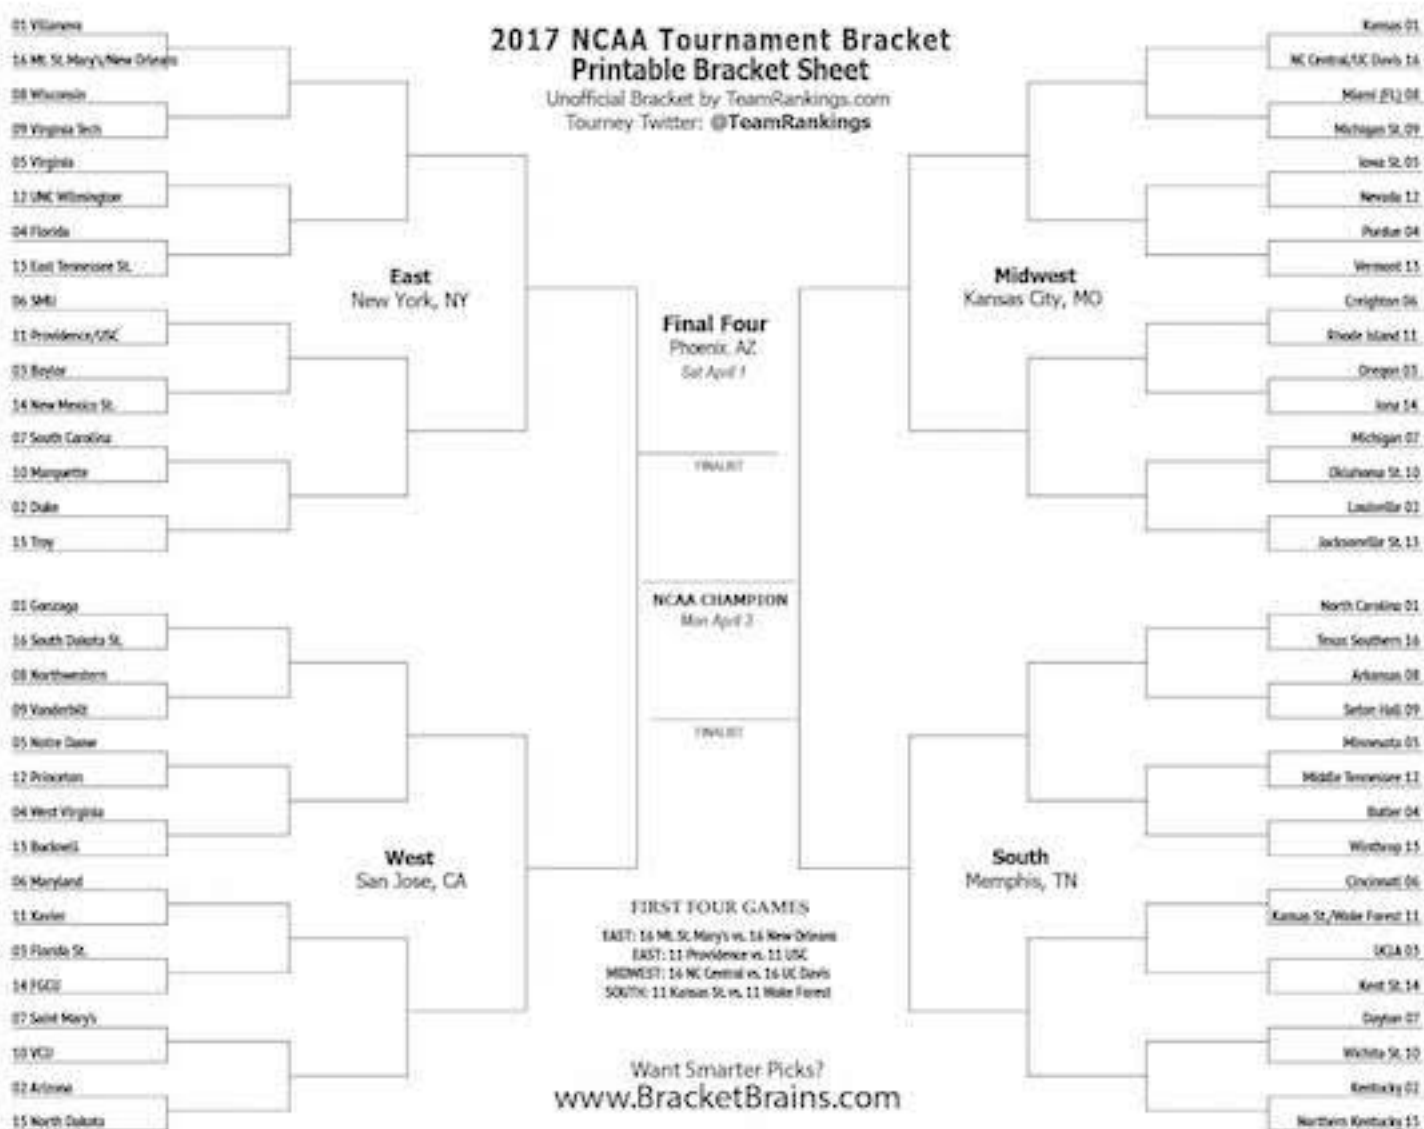 2017 NCAA Tournament Bracket
Printable Bracket Sheet
Unofficial Bracket by TeamRankings.com
Tourney Twitter: @TeamRankings
01 Villanova
16 Mt. St. Mary's/New Orleans
08 Wisconsin
09 Virginia Tech
05 Virginia
12 UNC Wilmington
04 Florida
13 East Tennessee St.
06 SMU
11 Providence/USC
03 Baylor
14 New Mexico St.
07 South Carolina
10 Marquette
02 Duke
15 Troy
East
New York, NY
01 Gonzaga
16 South Dakota St.
08 Northwestern
09 Vanderbilt
05 Notre Dame
12 Princeton
04 West Virginia
13 Bucknell
06 Maryland
11 Xavier
03 Florida St.
14 FGCU
07 Saint Mary's
10 VCU
02 Arizona
15 North Dakota
West
San Jose, CA
Final Four
Phoenix, AZ
Sat April 1
FINALIST
NCAA CHAMPION
Mon April 3
FINALIST
FIRST FOUR GAMES
EAST: 16 Mt. St. Mary's vs. 16 New Orleans
EAST: 11 Providence vs. 11 USC
MIDWEST: 16 NC Central vs. 16 UC Davis
SOUTH: 11 Kansas St. vs. 11 Wake Forest
Want Smarter Picks?
www.BracketBrains.com
Midwest
Kansas City, MO
Kansas 01
NC Central/UC Davis 16
Miami (FL) 08
Michigan St. 09
Iowa St. 05
Nevada 12
Purdue 04
Vermont 13
Creighton 06
Rhode Island 11
Oregon 03
Iona 14
Michigan 07
Oklahoma St. 10
Louisville 02
Jacksonville St. 15
South
Memphis, TN
North Carolina 01
Texas Southern 16
Arkansas 08
Seton Hall 09
Minnesota 05
Middle Tennessee 12
Butler 04
Winthrop 13
Cincinnati 06
Kansas St./Wake Forest 11
UCLA 03
Kent St. 14
Dayton 07
Wichita St. 10
Kentucky 02
Northern Kentucky 15